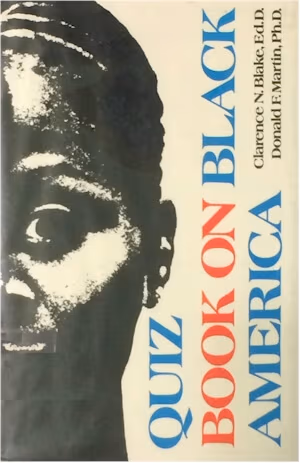 QUIZ
BOOK ON BLACK
AMERICA
Clarence N. Blake, Ed.D.
Donald F. Martin, Ph.D.